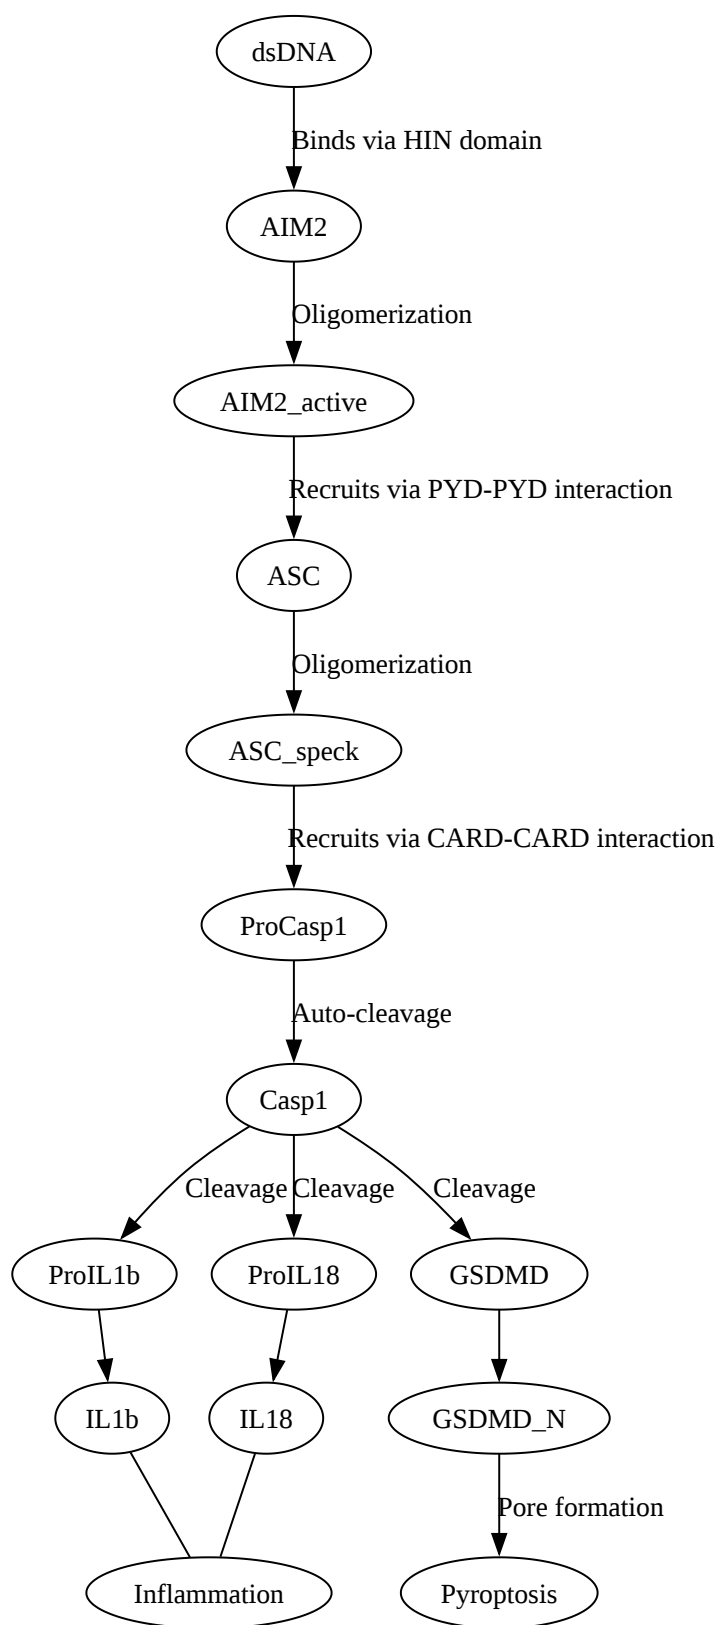 dsDNA
Binds via HIN domain
AIM2
Oligomerization
AIM2_active
Recruits via PYD-PYD interaction
ASC
Oligomerization
ASC_speck
Recruits via CARD-CARD interaction
ProCasp1
Auto-cleavage
Casp1
Cleavage Cleavage Cleavage
ProIL1b ProIL18 GSDMD
IL1b IL18 GSDMD_N
Pore formation
Inflammation Pyroptosis